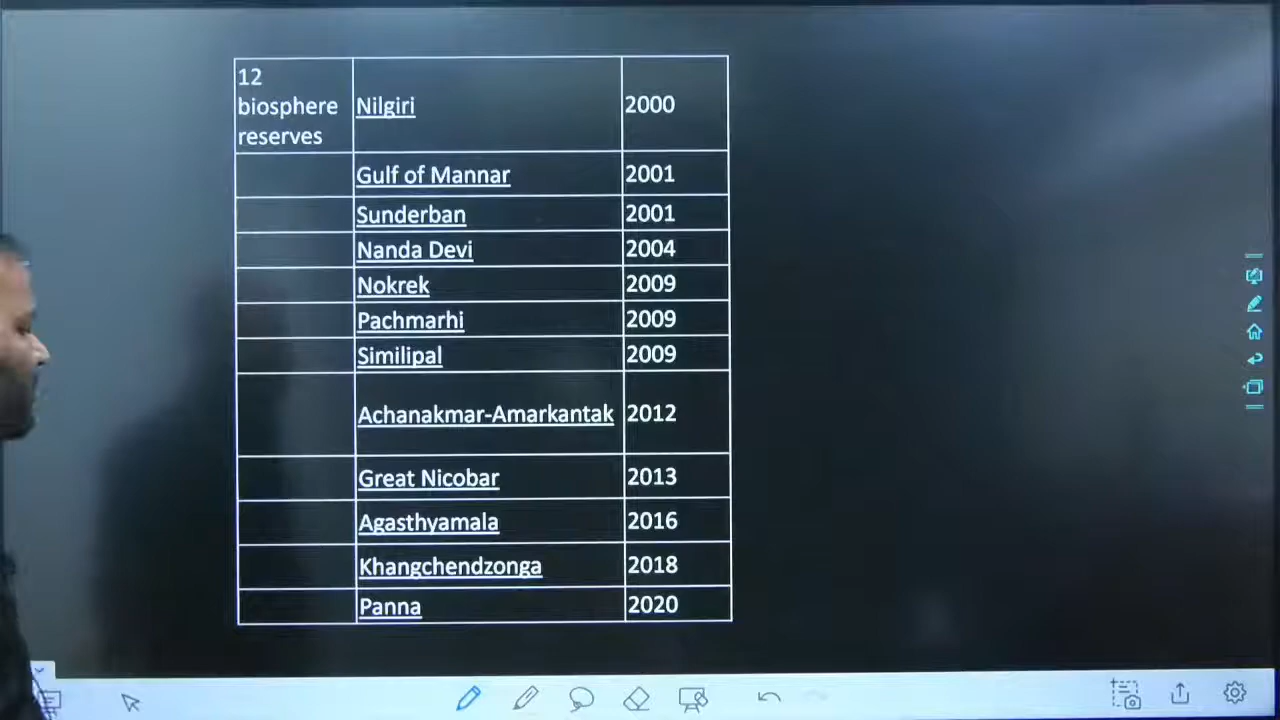 12
biosphere
reserves
Nilgiri
2000
Gulf of Mannar
2001
Sunderban
2001
Nanda Devi
2004
Nokrek
2009
Pachmarhi
2009
Similipal
2009
Achanakmar-Amarkantak
2012
Great Nicobar
2013
Agasthyamala
2016
Khangchendzonga
2018
Panna
2020